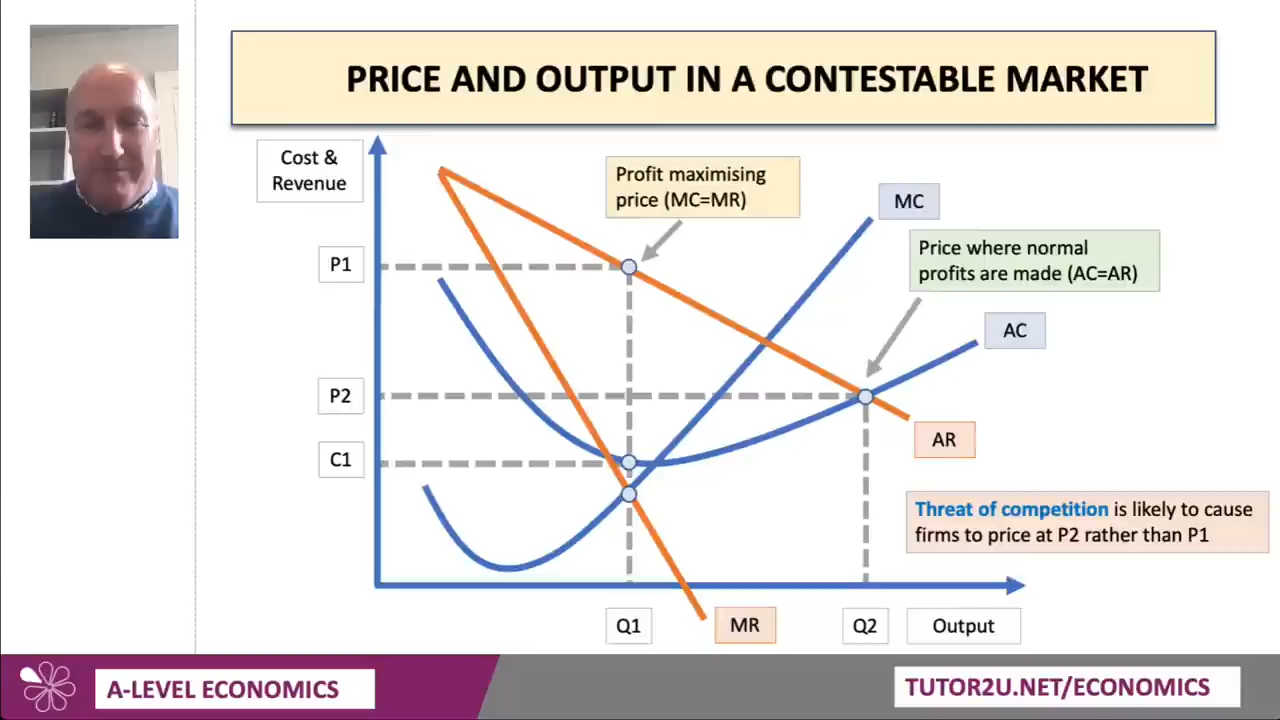 PRICE AND OUTPUT IN A CONTESTABLE MARKET
Cost &
Revenue
Profit maximising
price (MC=MR)
MC
Price where normal
profits are made (AC=AR)
P1
AC
P2
AR
C1
Threat of competition is likely to cause
firms to price at P2 rather than P1
Q1
MR
Q2
Output
A-LEVEL ECONOMICS
TUTOR2U.NET/ECONOMICS